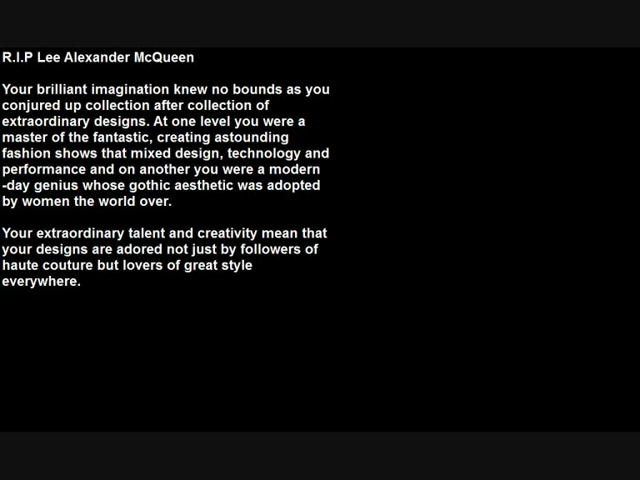 R.I.P Lee Alexander McQueen
Your brilliant imagination knew no bounds as you
conjured up collection after collection of
extraordinary designs. At one level you were a
master of the fantastic, creating astounding
fashion shows that mixed design, technology and
performance and on another you were a modern
-day genius whose gothic aesthetic was adopted
by women the world over.
Your extraordinary talent and creativity mean that
your designs are adored not just by followers of
haute couture but lovers of great style
everywhere.